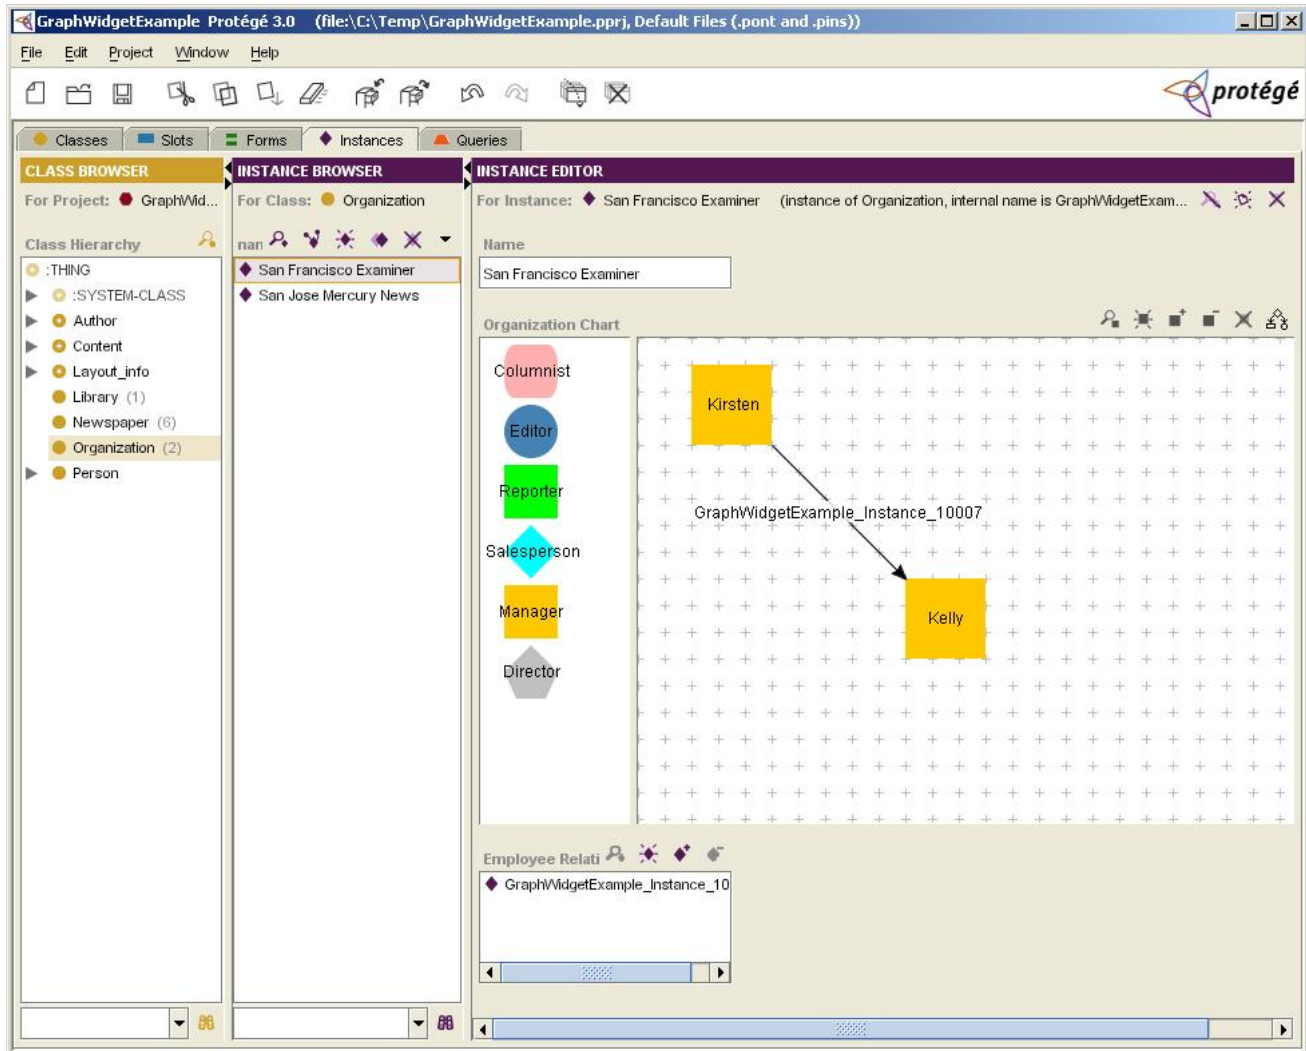 GraphWidgetExample Protégé 3.0 (file:\C:\Temp\GraphWidgetExample.pprj, Default Files (.pont and .pins))
File Edit Project Window Help
protégé
Classes Slots Forms Instances Queries
CLASS BROWSER
For Project: GraphWid...
Class Hierarchy
:THING
:SYSTEM-CLASS
Author
Content
Layout_info
Library (1)
Newspaper (6)
Organization (2)
Person
INSTANCE BROWSER
For Class: Organization
nan
San Francisco Examiner
San Jose Mercury News
INSTANCE EDITOR
For Instance: San Francisco Examiner (instance of Organization, internal name is GraphWidgetExam...
Name
San Francisco Examiner
Organization Chart
Columnist
Editor
Reporter
Salesperson
Manager
Director
Kirsten
GraphWidgetExample_Instance_10007
Kelly
Employee Relati
GraphWidgetExample_Instance_10